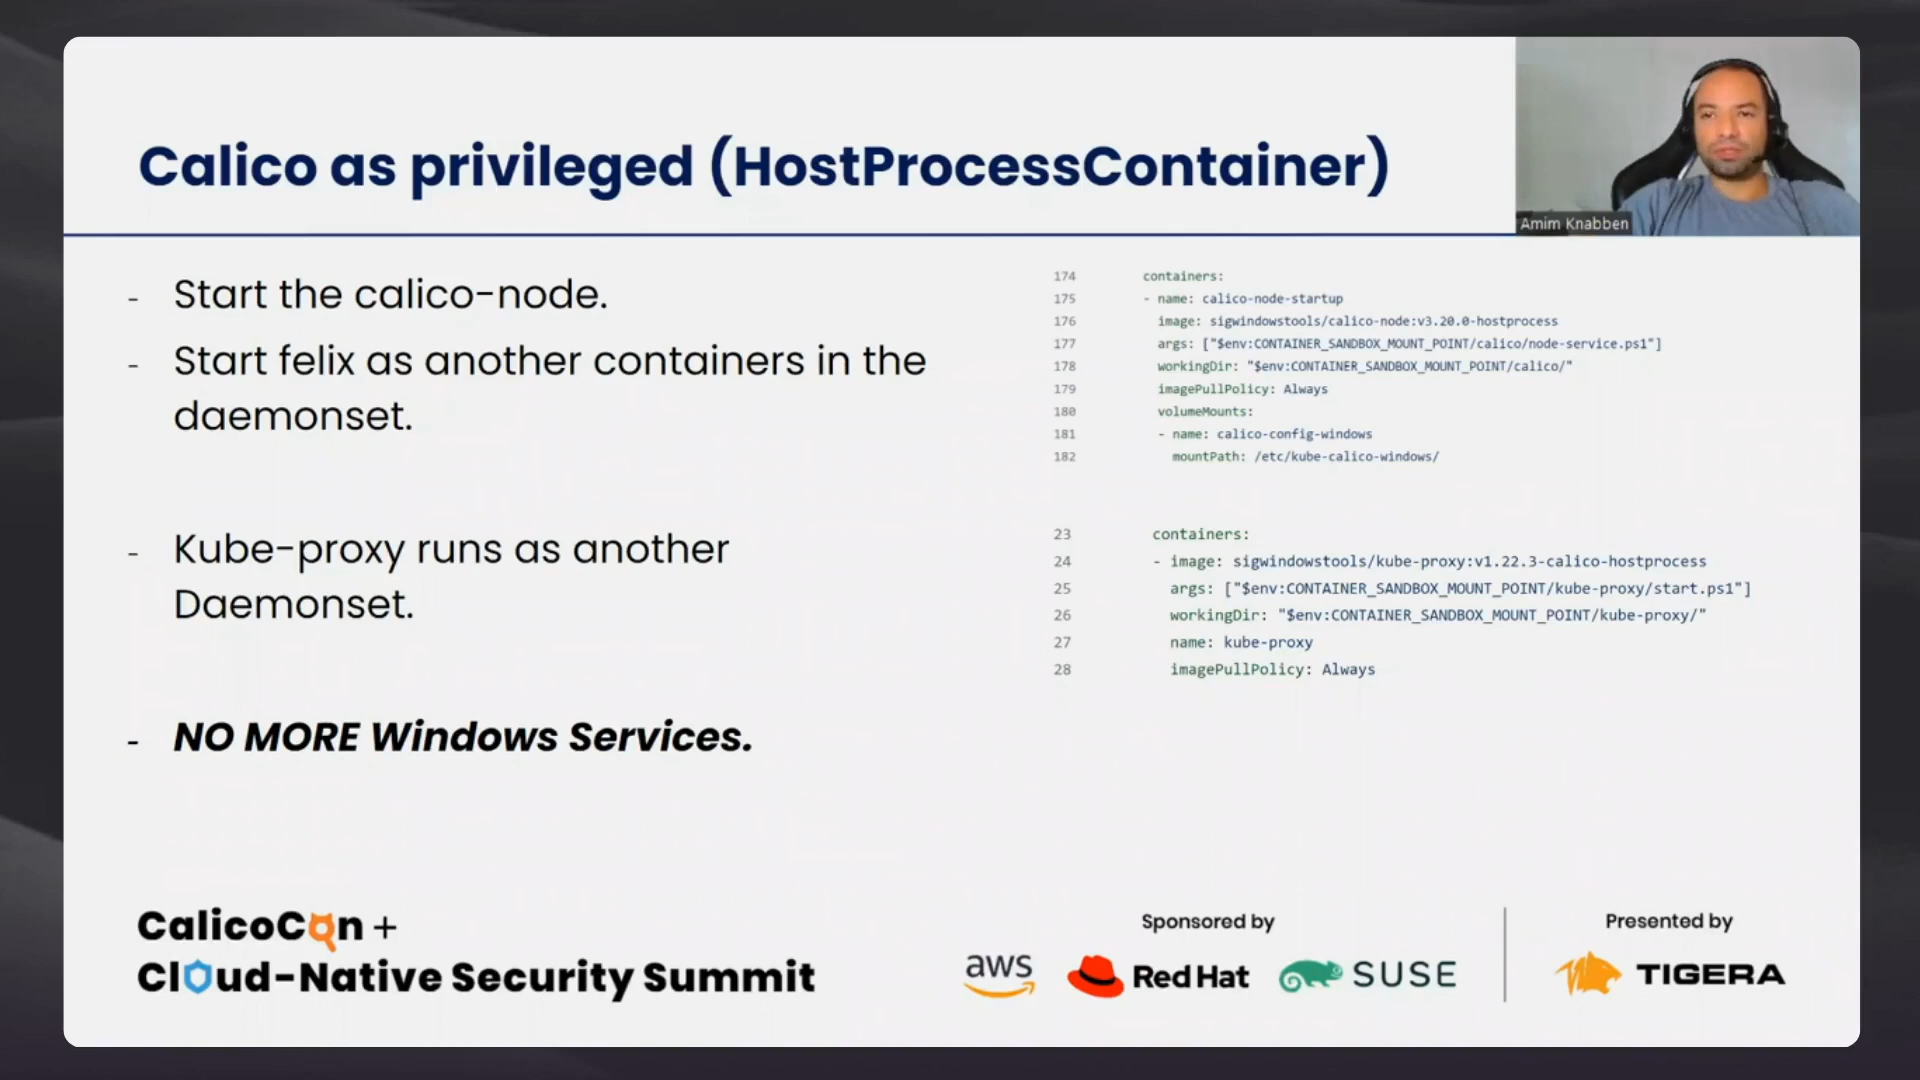 Calico as privileged (HostProcessContainer)
Amim Knabben
- Start the calico-node.
- Start felix as another containers in the
daemonset.
- Kube-proxy runs as another
Daemonset.
- NO MORE Windows Services.
174 containers:
175 - name: calico-node-startup
176 image: sigwindowstools/calico-node:v3.20.0-hostprocess
177 args: ["$env:CONTAINER_SANDBOX_MOUNT_POINT/calico/node-service.ps1"]
178 workingDir: "$env:CONTAINER_SANDBOX_MOUNT_POINT/calico/"
179 imagePullPolicy: Always
180 volumeMounts:
181 - name: calico-config-windows
182 mountPath: /etc/kube-calico-windows/
23 containers:
24 - image: sigwindowstools/kube-proxy:v1.22.3-calico-hostprocess
25 args: ["$env:CONTAINER_SANDBOX_MOUNT_POINT/kube-proxy/start.ps1"]
26 workingDir: "$env:CONTAINER_SANDBOX_MOUNT_POINT/kube-proxy/"
27 name: kube-proxy
28 imagePullPolicy: Always
CalicoCon +
Cloud-Native Security Summit
Sponsored by
aws Red Hat SUSE
Presented by
TIGERA